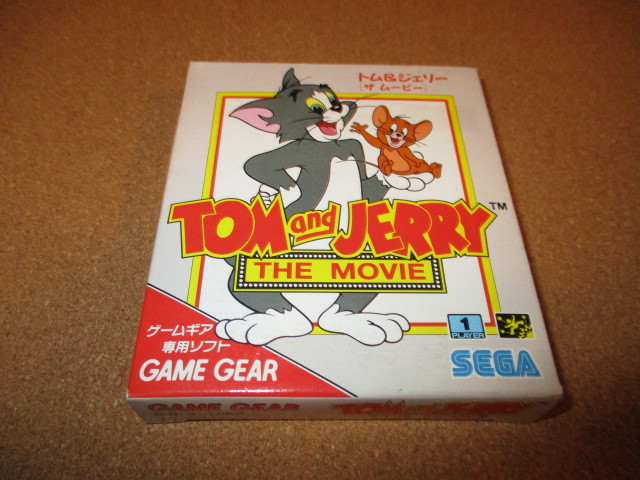 トム&ジェリー
[ザ ムービー]
TOM and JERRY™
THE MOVIE
ゲームギア
専用ソフト
GAME GEAR
1
PLAYER
SEGA
GAME GEAR
TOM and JERRY